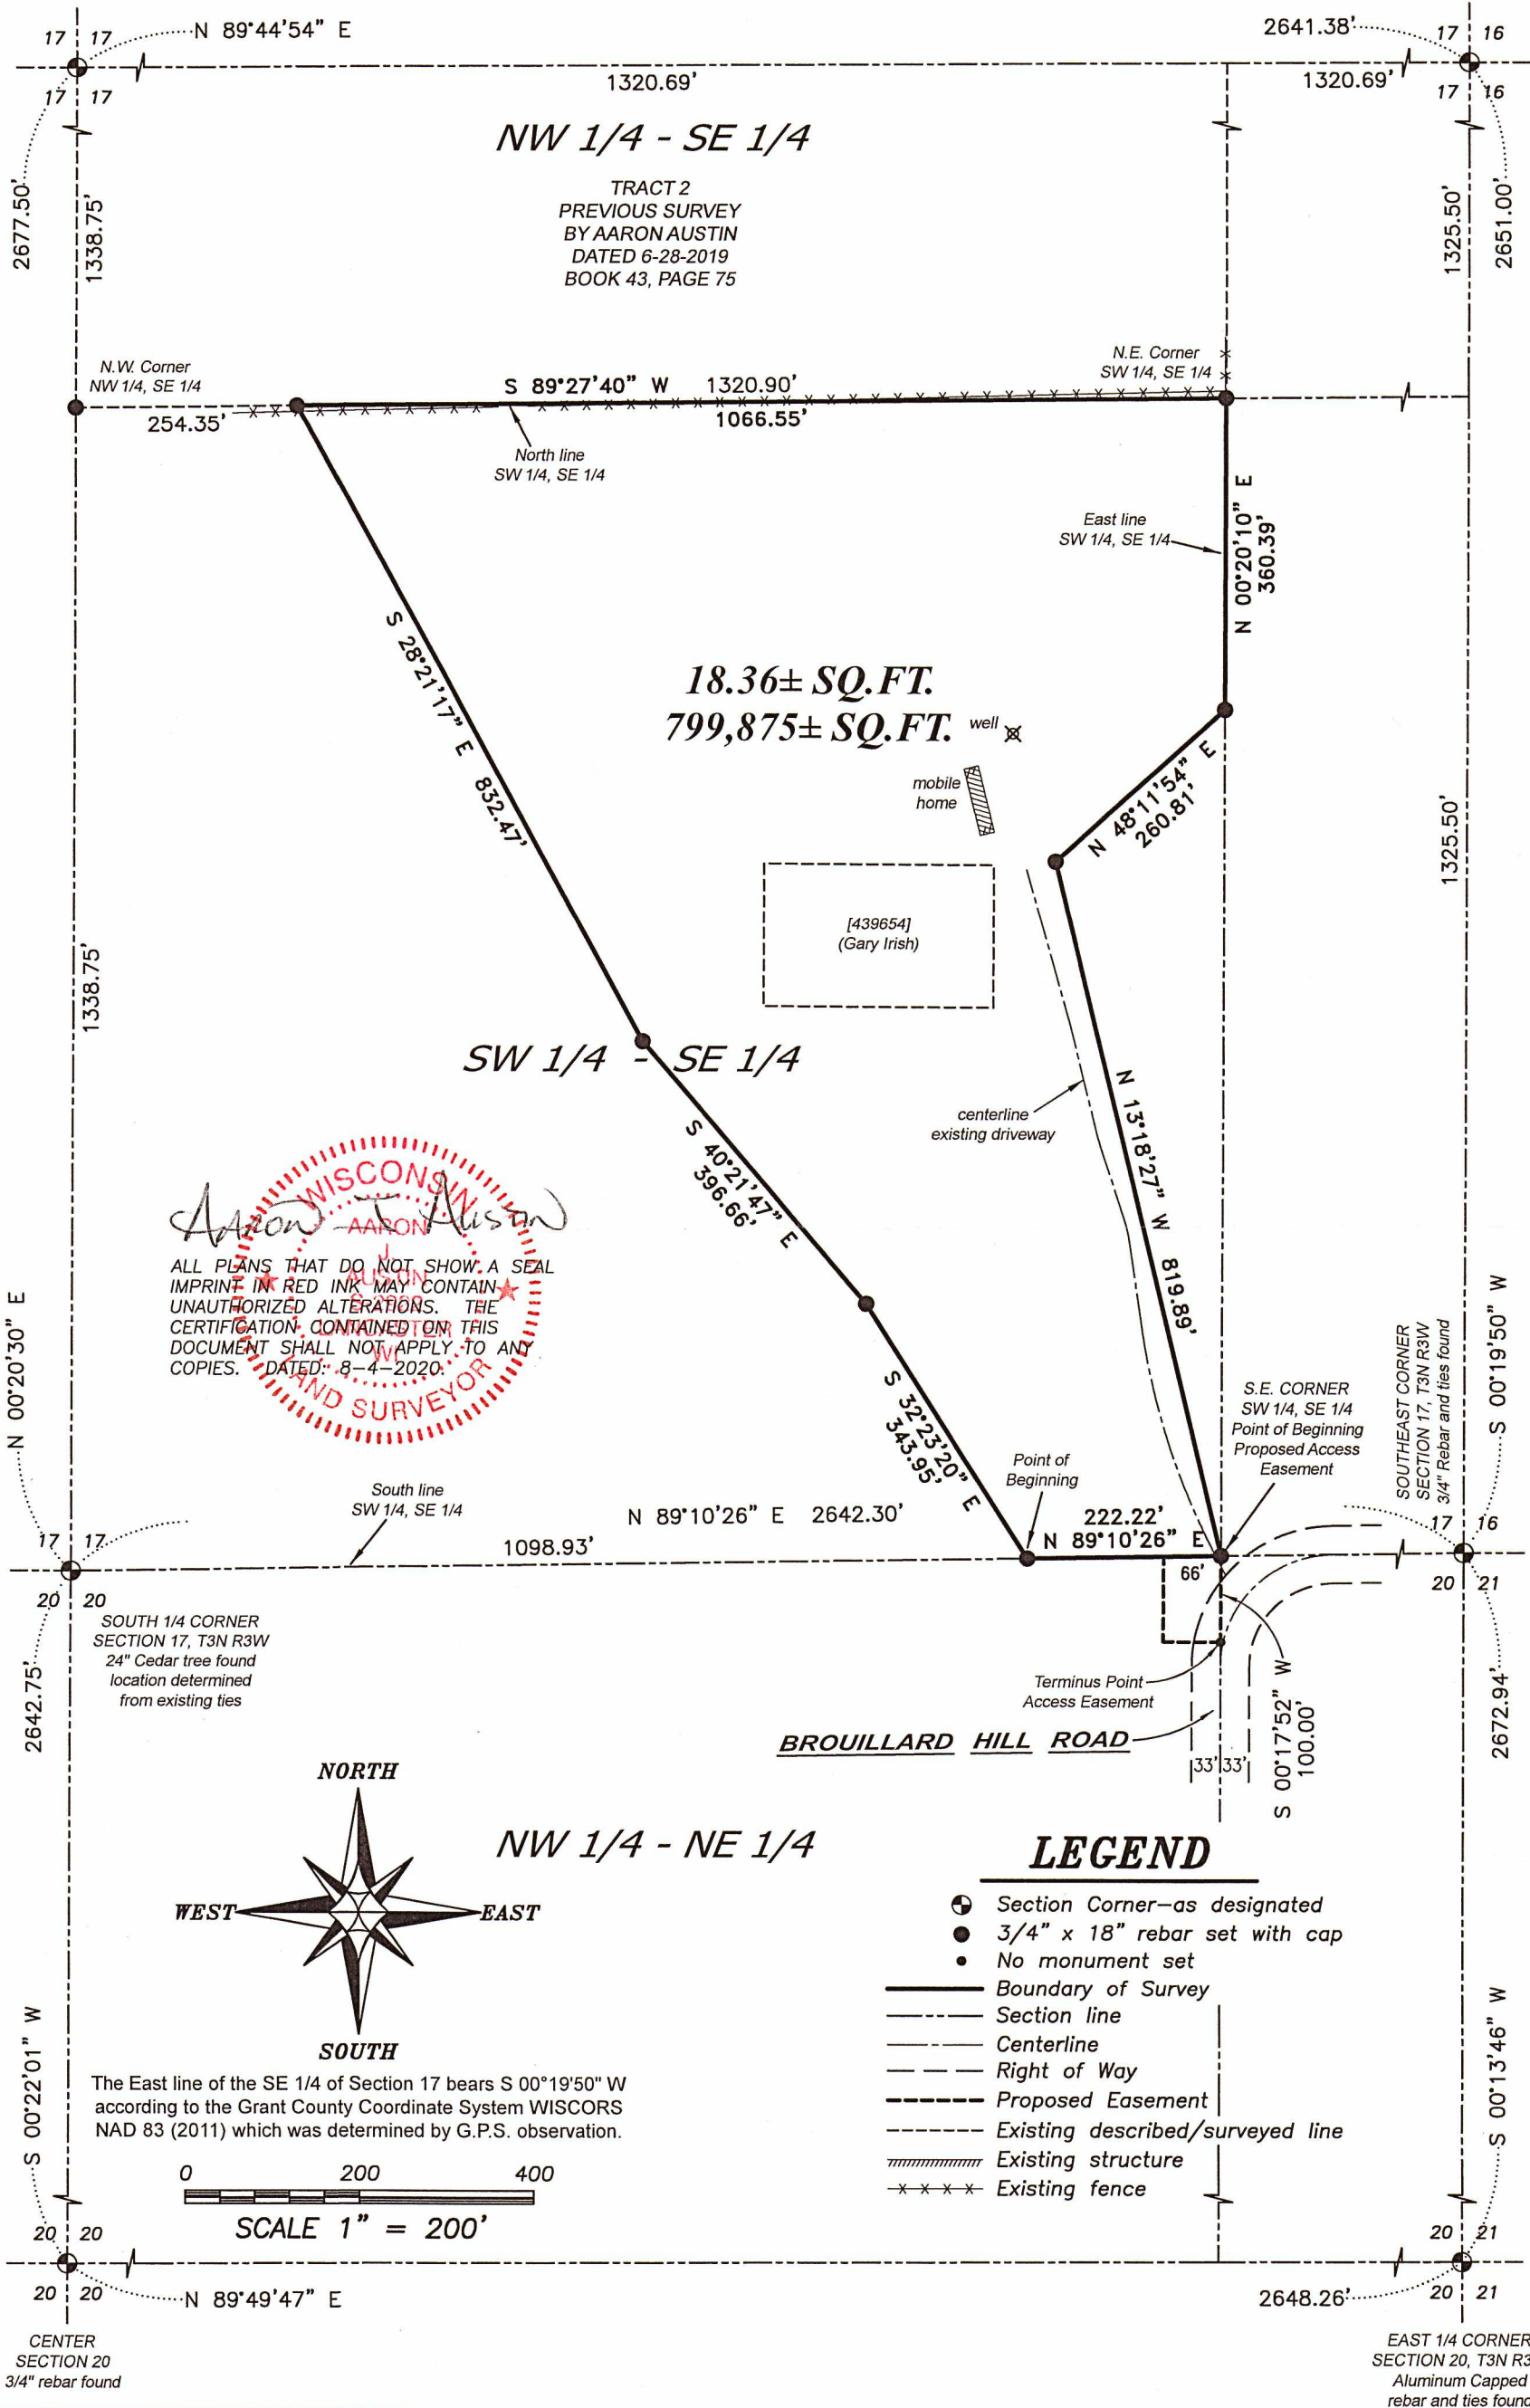 17 17
N 89°44'54" E
2641.38'
17 16
17 17
1320.69'
1320.69'
17 16
NW 1/4 - SE 1/4
TRACT 2
PREVIOUS SURVEY
BY AARON AUSTIN
DATED 6-28-2019
BOOK 43, PAGE 75
2677.50'
1338.75'
1325.50'
2651.00'
N.W. Corner
NW 1/4, SE 1/4
N.E. Corner
SW 1/4, SE 1/4
S 89°27'40" W 1320.90'
254.35'
1066.55'
North line
SW 1/4, SE 1/4
East line
SW 1/4, SE 1/4
N 00°20'10" E
360.39'
S 28°21'17" E 832.47'
18.36± SQ.FT.
799,875± SQ.FT.
well
mobile
home
N 48°11'54" E
260.81'
[439654]
(Gary Irish)
1338.75'
1325.50'
SW 1/4 - SE 1/4
centerline
existing driveway
N 13°18'27" W 819.89'
S 40°21'47" E
396.66'
Aaron J Austin
WISCONSIN
AARON
J.
AUSTIN
LANCASTER
WI
LAND SURVEYOR
ALL PLANS THAT DO NOT SHOW A SEAL
IMPRINT IN RED INK MAY CONTAIN
UNAUTHORIZED ALTERATIONS. THE
CERTIFICATION CONTAINED ON THIS
DOCUMENT SHALL NOT APPLY TO ANY
COPIES. DATED: 8-4-2020.
N 00°20'30" E
S 32°23'20" E
343.95'
S.E. CORNER
SW 1/4, SE 1/4
Point of Beginning
Proposed Access
Easement
SOUTHEAST CORNER
SECTION 17, T3N R3W
3/4" Rebar and ties found
S 00°19'50" W
Point of
Beginning
South line
SW 1/4, SE 1/4
N 89°10'26" E 2642.30'
222.22'
N 89°10'26" E
1098.93'
17 17
17 16
66'
20 20
20 21
SOUTH 1/4 CORNER
SECTION 17, T3N R3W
24" Cedar tree found
location determined
from existing ties
2642.75'
Terminus Point
Access Easement
BROUILLARD HILL ROAD
33' 33'
S 00°17'52" W
100.00'
2672.94'
NORTH
WEST
EAST
SOUTH
NW 1/4 - NE 1/4
LEGEND
Section Corner-as designated
3/4" x 18" rebar set with cap
No monument set
Boundary of Survey
Section line
Centerline
Right of Way
Proposed Easement
Existing described/surveyed line
Existing structure
Existing fence
S 00°22'01" W
S 00°13'46" W
The East line of the SE 1/4 of Section 17 bears S 00°19'50" W
according to the Grant County Coordinate System WISCORS
NAD 83 (2011) which was determined by G.P.S. observation.
0 200 400
SCALE 1" = 200'
20 20
20 21
20 20
N 89°49'47" E
2648.26'
20 21
CENTER
SECTION 20
3/4" rebar found
EAST 1/4 CORNER
SECTION 20, T3N R3
Aluminum Capped
rebar and ties found